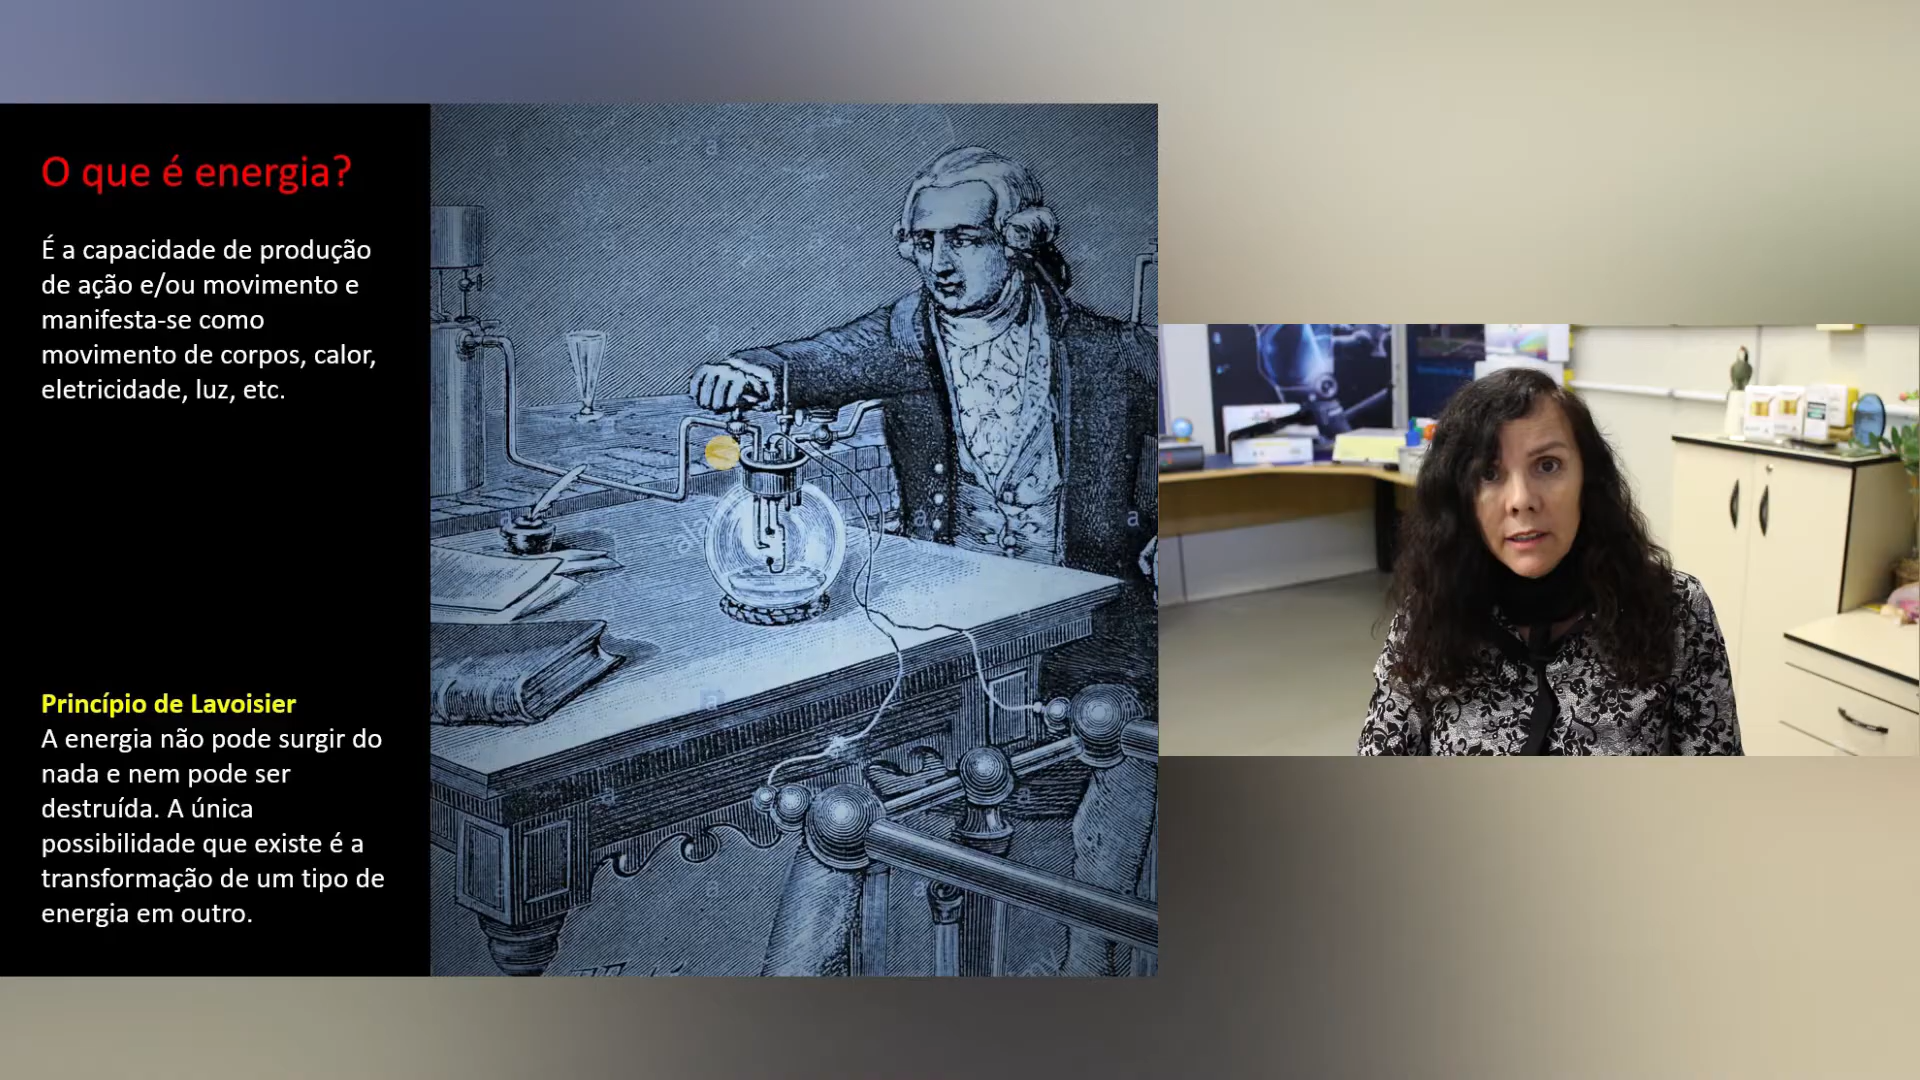 O que é energia?
É a capacidade de produção
de ação e/ou movimento e
manifesta-se como
movimento de corpos, calor,
eletricidade, luz, etc.
Princípio de Lavoisier
A energia não pode surgir do
nada e nem pode ser
destruída. A única
possibilidade que existe é a
transformação de um tipo de
energia em outro.